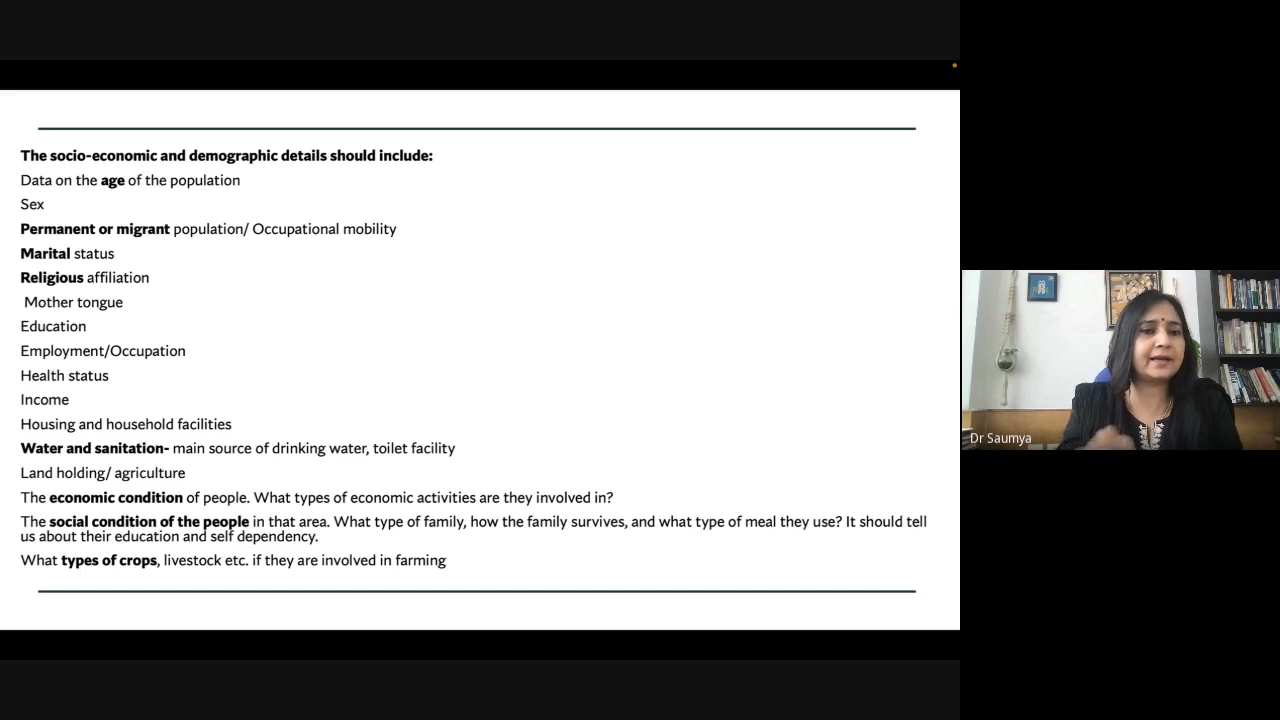 The socio-economic and demographic details should include:
Data on the age of the population
Sex
Permanent or migrant population/ Occupational mobility
Marital status
Religious affiliation
Mother tongue
Education
Employment/Occupation
Health status
Income
Housing and household facilities
Water and sanitation- main source of drinking water, toilet facility
Land holding/ agriculture
The economic condition of people. What types of economic activities are they involved in?
The social condition of the people in that area. What type of family, how the family survives, and what type of meal they use? It should tell
us about their education and self dependency.
What types of crops, livestock etc. if they are involved in farming
Dr Saumya